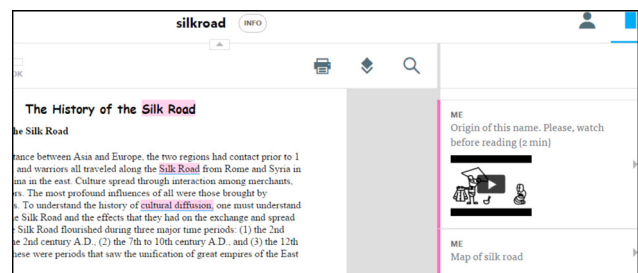 silkroad INFO
The History of the Silk Road
he Silk Road
tance between Asia and Europe, the two regions had contact prior to 1
and warriors all traveled along the Silk Road from Rome and Syria in
ina in the east. Culture spread through interaction among merchants,
rs. The most profound influences of all were those brought by
s. To understand the history of cultural diffusion, one must understand
e Silk Road and the effects that they had on the exchange and spread
Silk Road flourished during three major time periods: (1) the 2nd
e 2nd century A.D., (2) the 7th to 10th century A.D., and (3) the 12th
hese were periods that saw the unification of great empires of the East
ME
Origin of this name. Please, watch
before reading (2 min)
ME
Map of silk road